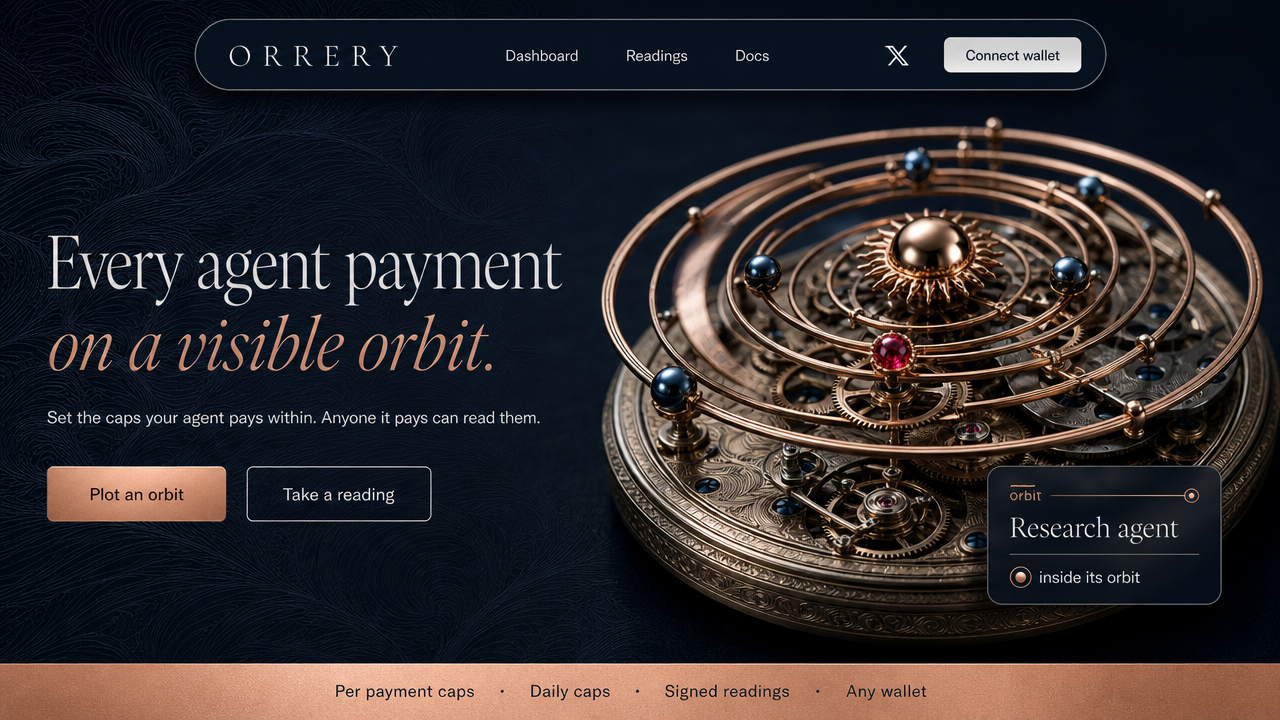 ORRERY
Dashboard
Readings
Docs
X
Connect wallet
Every agent payment
on a visible orbit.
Set the caps your agent pays within. Anyone it pays can read them.
Plot an orbit
Take a reading
orbit
Research agent
inside its orbit
Per payment caps • Daily caps • Signed readings • Any wallet